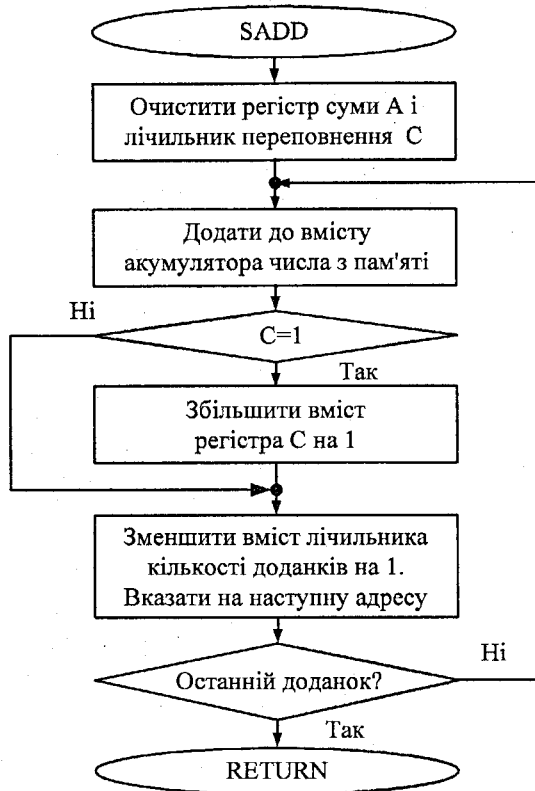 SADD
Очистити регістр суми A і
лічильник переповнення C
Додати до вмісту
акумулятора числа з пам'яті
Ні
C=1
Так
Збільшити вміст
регістра C на 1
Зменшити вміст лічильника
кількості доданків на 1.
Вказати на наступну адресу
Ні
Останній доданок?
Так
RETURN